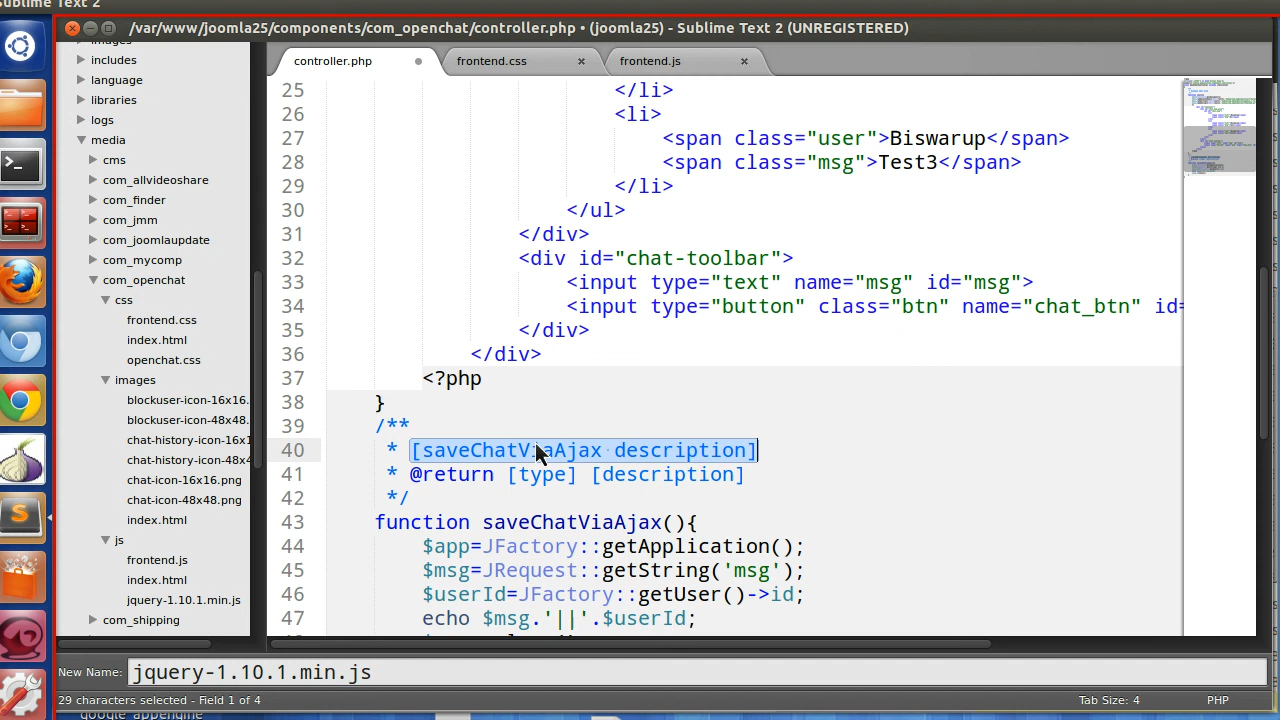 Sublime Text 2
/var/www/joomla25/components/com_openchat/controller.php • (joomla25) - Sublime Text 2 (UNREGISTERED)
controller.php
frontend.css
frontend.js
includes
language
libraries
logs
media
cms
com_allvideoshare
com_finder
com_jmm
com_joomlaupdate
com_mycomp
com_openchat
css
frontend.css
index.html
openchat.css
images
blockuser-icon-16x16.
blockuser-icon-48x48.
chat-history-icon-16x1
chat-history-icon-48x4
chat-icon-16x16.png
chat-icon-48x48.png
index.html
js
frontend.js
index.html
jquery-1.10.1.min.js
com_shipping
25 </li>
26 <li>
27 <span class="user">Biswarup</span>
28 <span class="msg">Test3</span>
29 </li>
30 </ul>
31 </div>
32 <div id="chat-toolbar">
33 <input type="text" name="msg" id="msg">
34 <input type="button" class="btn" name="chat_btn" id=
35 </div>
36 </div>
37 <?php
38 }
39 /**
40 * [saveChatViaAjax description]
41 * @return [type] [description]
42 */
43 function saveChatViaAjax(){
44 $app=JFactory::getApplication();
45 $msg=JRequest::getString('msg');
46 $userId=JFactory::getUser()->id;
47 echo $msg.'||'.$userId;
New Name: jquery-1.10.1.min.js
29 characters selected - Field 1 of 4
Tab Size: 4
PHP
google appengine